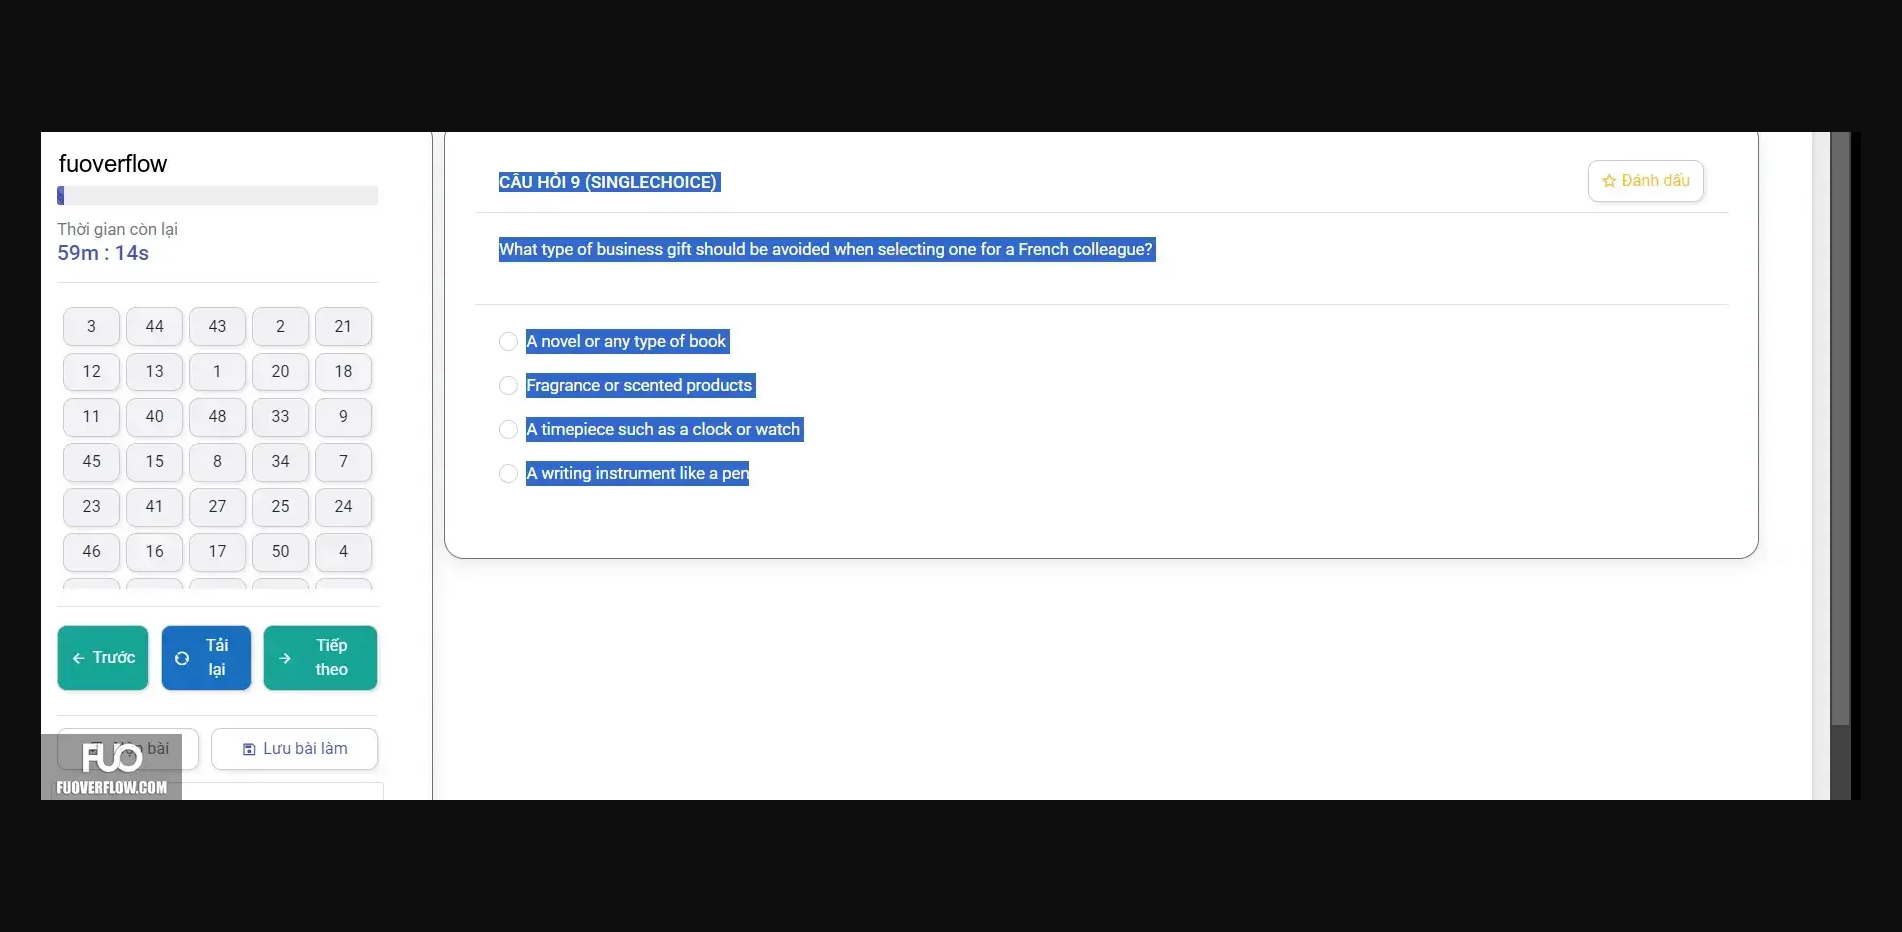 fuoverflow
Thời gian còn lại
59m : 14s
3 44 43 2 21
12 13 1 20 18
11 40 48 33 9
45 15 8 34 7
23 41 27 25 24
46 16 17 50 4
← Trước
Tải
lại
→ Tiếp
theo
bài
Lưu bài làm
FUO
FUOVERFLOW.COM
CÂU HỎI 9 (SINGLECHOICE)
Đánh dấu
What type of business gift should be avoided when selecting one for a French colleague?
A novel or any type of book
Fragrance or scented products
A timepiece such as a clock or watch
A writing instrument like a pen